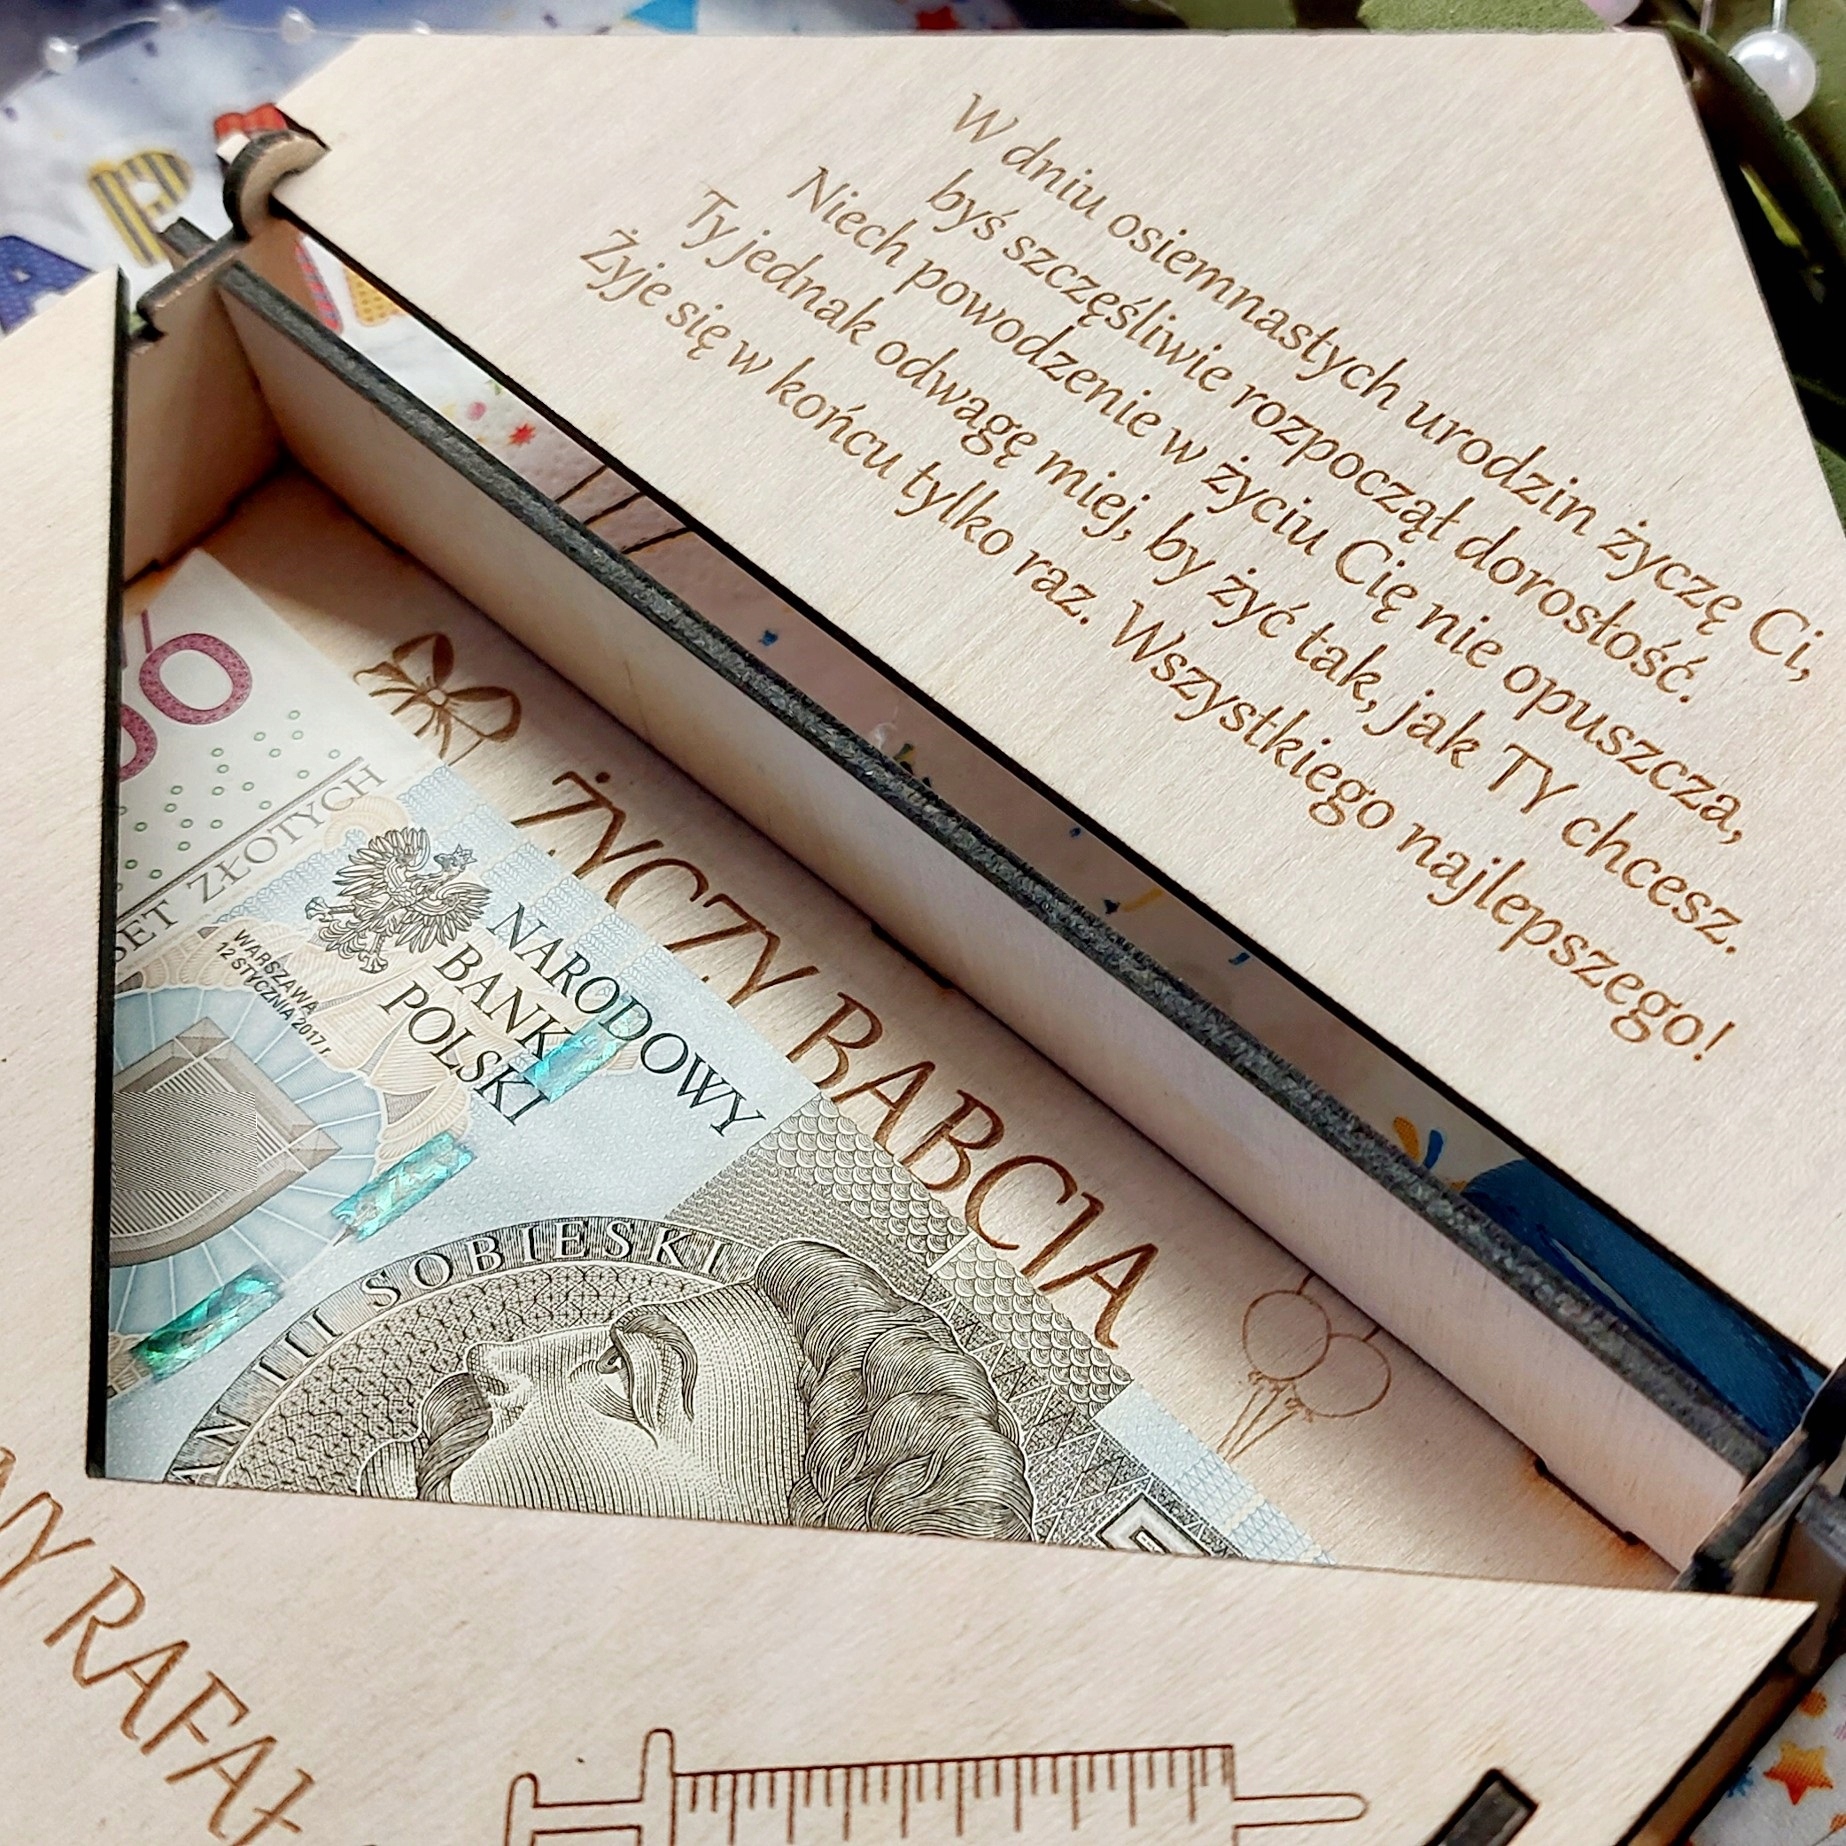 W dniu osiemnastych urodzin życzę Ci,
byś szczęśliwie rozpoczął dorosłość.
Niech powodzenie w życiu Cię nie opuszcza,
Ty jednak odwagę miej, by żyć tak, jak TY chcesz.
Żyje się w końcu tylko raz. Wszystkiego najlepszego!
ŻYCZY BABCIA
ZŁOTYCH
NARODOWY
BANK
POLSKI
WARSZAWA
12 STYCZNIA 2017 r.
III SOBIESKI
RAFAŁ